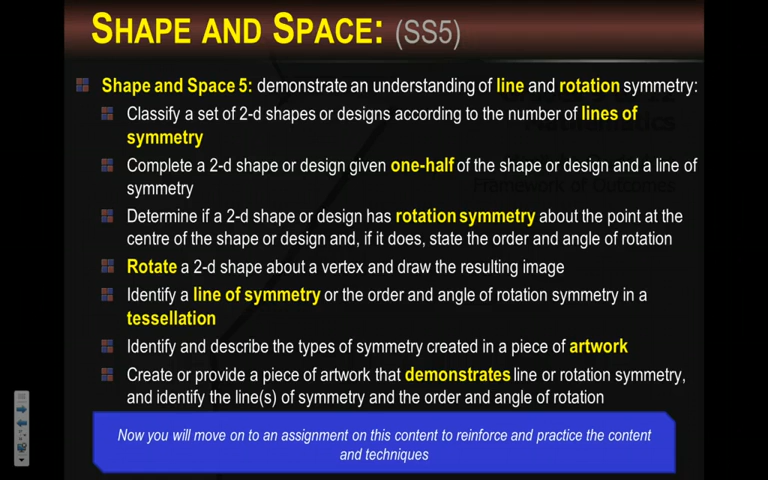 SHAPE AND SPACE: (SS5)
Shape and Space 5: demonstrate an understanding of line and rotation symmetry:
Classify a set of 2-d shapes or designs according to the number of lines of
symmetry
Complete a 2-d shape or design given one-half of the shape or design and a line of
symmetry
Determine if a 2-d shape or design has rotation symmetry about the point at the
centre of the shape or design and, if it does, state the order and angle of rotation
Rotate a 2-d shape about a vertex and draw the resulting image
Identify a line of symmetry or the order and angle of rotation symmetry in a
tessellation
Identify and describe the types of symmetry created in a piece of artwork
Create or provide a piece of artwork that demonstrates line or rotation symmetry,
and identify the line(s) of symmetry and the order and angle of rotation
Now you will move on to an assignment on this content to reinforce and practice the content
and techniques
Mathematics
Framework of Outcomes